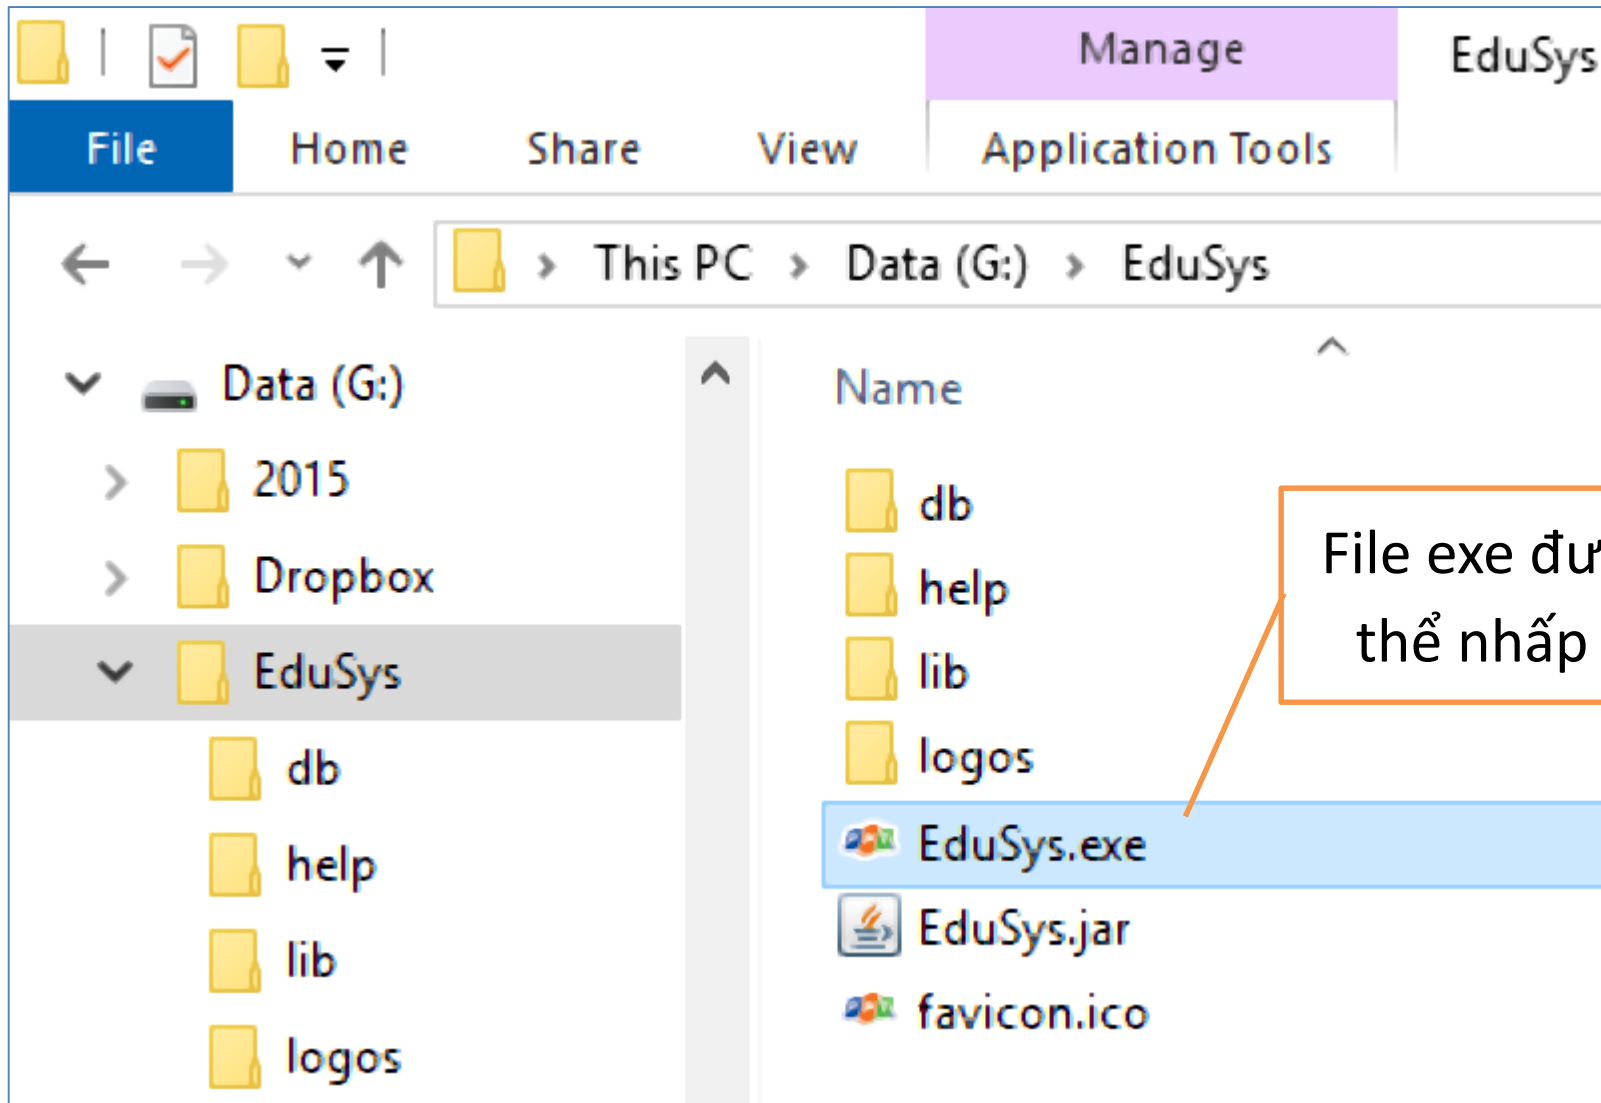 Manage
EduSys
File Home Share View Application Tools
This PC Data (G:) EduSys
Data (G:)
2015
Dropbox
EduSys
db
help
lib
logos
Name
db
help
lib
logos
EduSys.exe
EduSys.jar
favicon.ico
File exe
thể nhấp